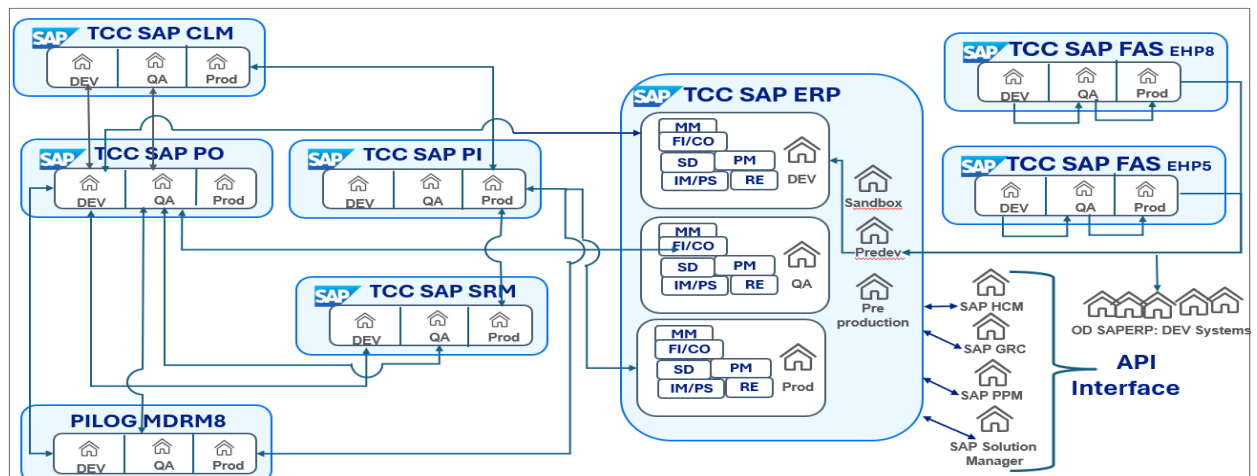 SAP TCC SAP CLM
DEV QA Prod
SAP TCC SAP PO
DEV QA Prod
SAP TCC SAP PI
DEV QA Prod
SAP TCC SAP SRM
DEV QA Prod
PILOG MDRM8
DEV QA Prod
SAP TCC SAP ERP
MM
FI/CO
SD PM
IM/PS RE
DEV
MM
FI/CO
SD PM
IM/PS RE
QA
MM
FI/CO
SD PM
IM/PS RE
Prod
Sandbox
Predev
Pre
production
SAP TCC SAP FAS EHP8
DEV QA Prod
SAP TCC SAP FAS EHP5
DEV QA Prod
OD SAPERP: DEV Systems
SAP HCM
SAP GRC
SAP PPM
SAP Solution
Manager
API
Interface